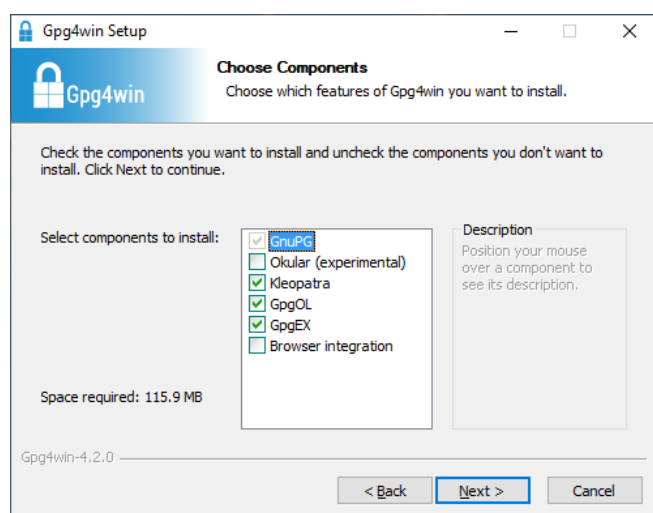 Gpg4win Setup
Gpg4win
Choose Components
Choose which features of Gpg4win you want to install.
Check the components you want to install and uncheck the components you don't want to
install. Click Next to continue.
Select components to install:
GnuPG
Okular (experimental)
Kleopatra
GpgOL
GpgEX
Browser integration
Description
Position your mouse
over a component to
see its description.
Space required: 115.9 MB
Gpg4win-4.2.0
< Back
Next >
Cancel